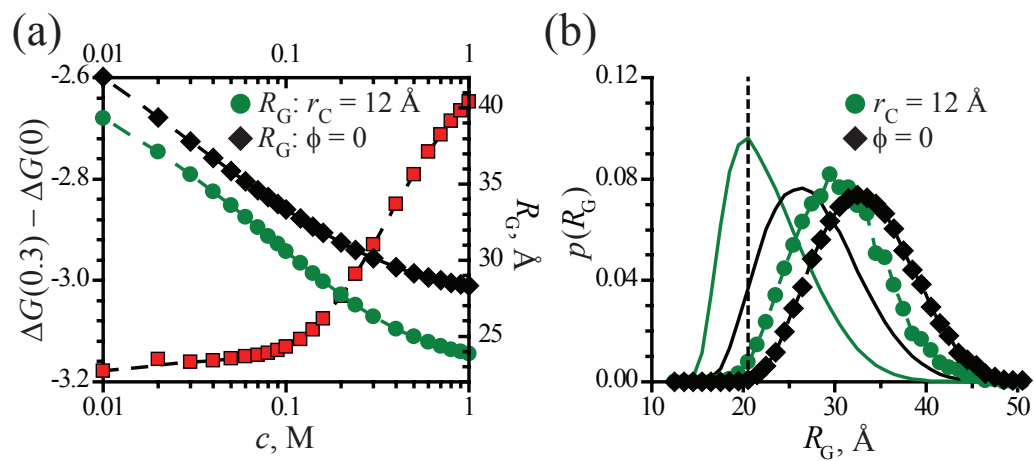 (a)
0.01 0.1 1
-2.6
-2.8
-3.0
-3.2
ΔG(0.3) − ΔG(0)
R_G: r_C = 12 Å
R_G: ϕ = 0
40
35
30
25
R_G, Å
0.01 0.1 1
c, M
(b)
0.12
0.08
0.04
0.00
p(R_G)
r_C = 12 Å
ϕ = 0
10 20 30 40 50
R_G, Å